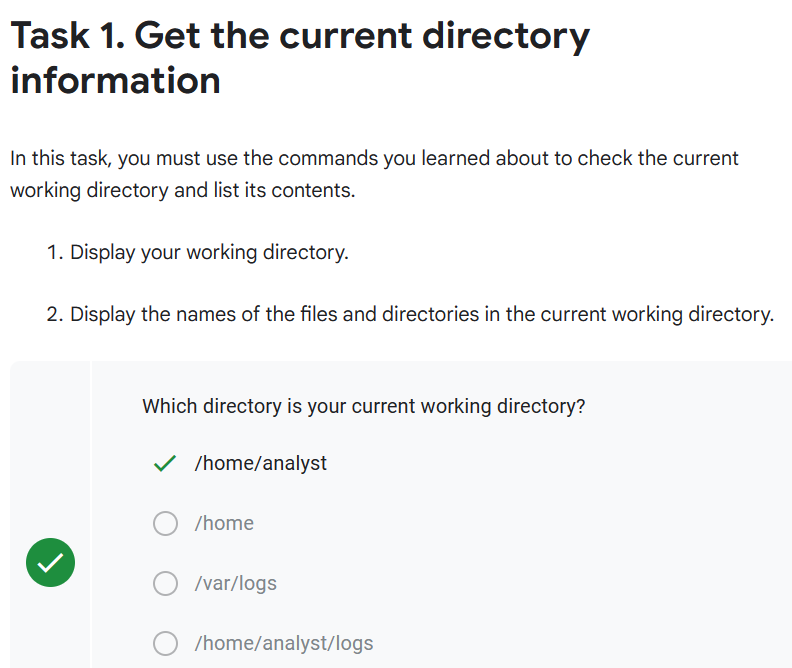 Task 1. Get the current directory
information
In this task, you must use the commands you learned about to check the current
working directory and list its contents.
1. Display your working directory.
2. Display the names of the files and directories in the current working directory.
Which directory is your current working directory?
/home/analyst
/home
/var/logs
/home/analyst/logs